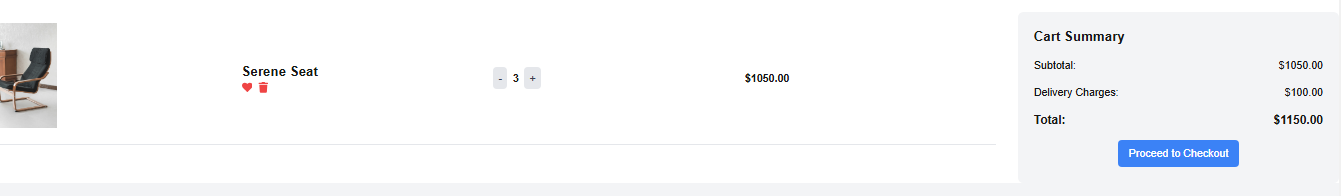 Serene Seat
- 3 +
$1050.00
Cart Summary
Subtotal: $1050.00
Delivery Charges: $100.00
Total: $1150.00
Proceed to Checkout